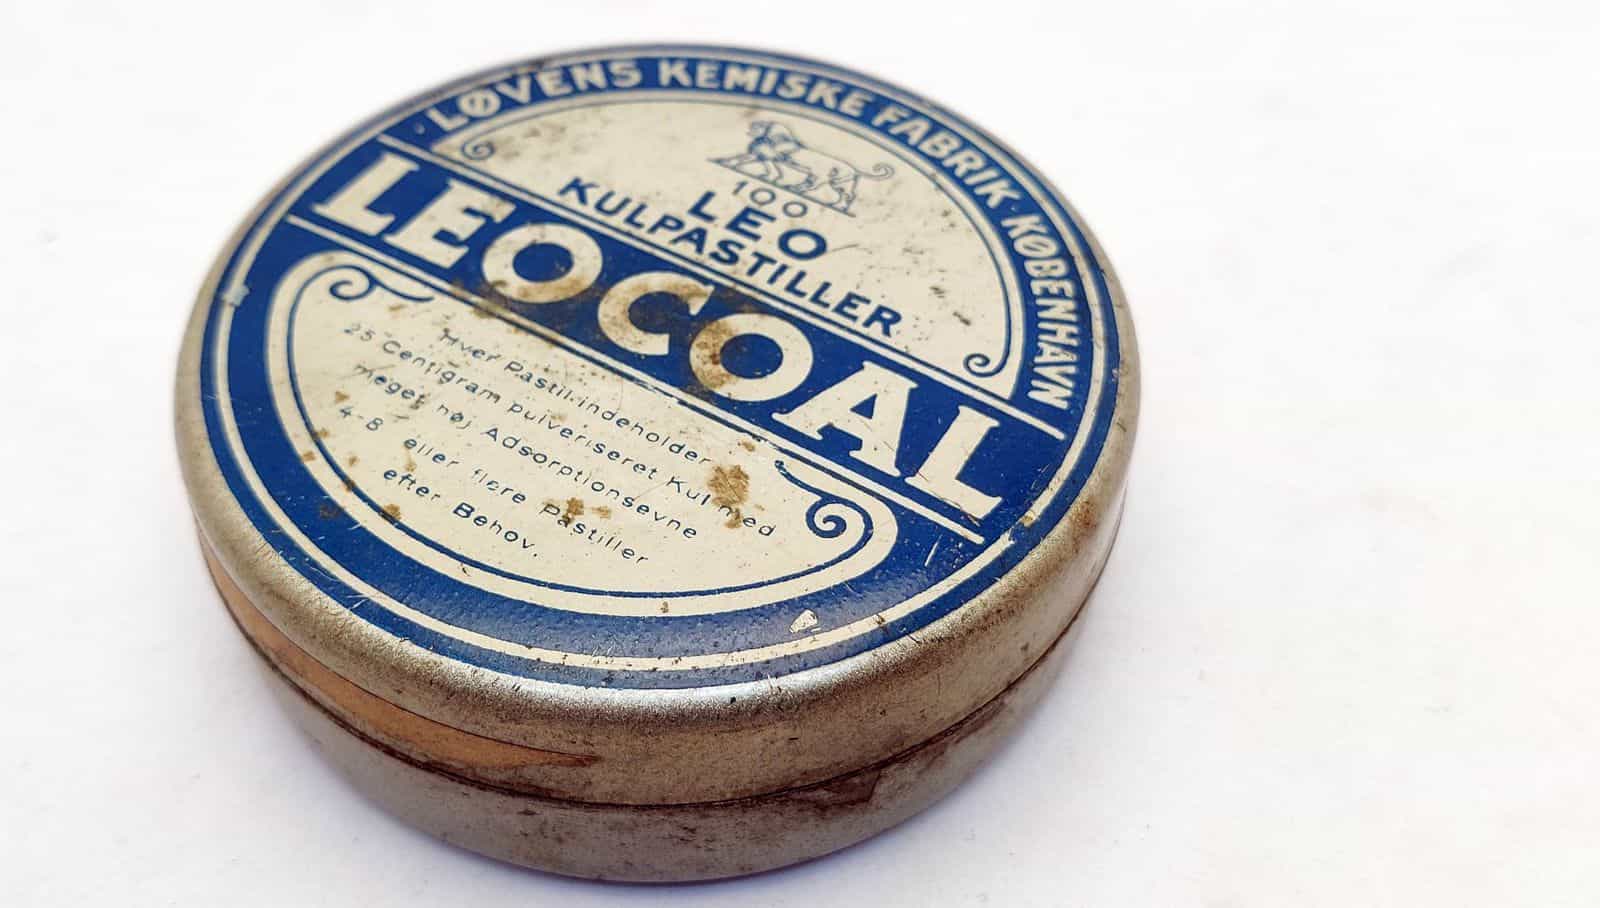 LØVENS KEMISKE FABRIK·KØBENHAVN
100
LEO
KULPASTILLER
LEOCOAL
Hver Pastil indeholder
25 Centigram pulveriseret Kul med
meget høj Adsorptionsevne
4-8 eller flere Pastiller
efter Behov.